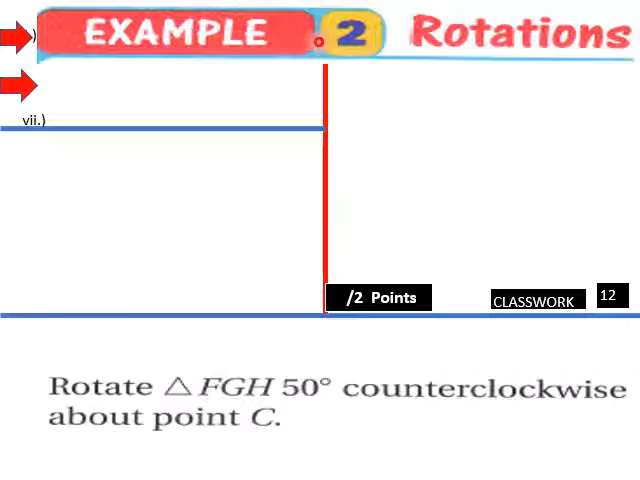 )
EXAMPLE 2 Rotations
vii.)
/2 Points
CLASSWORK 12
Rotate △FGH 50° counterclockwise
about point C.